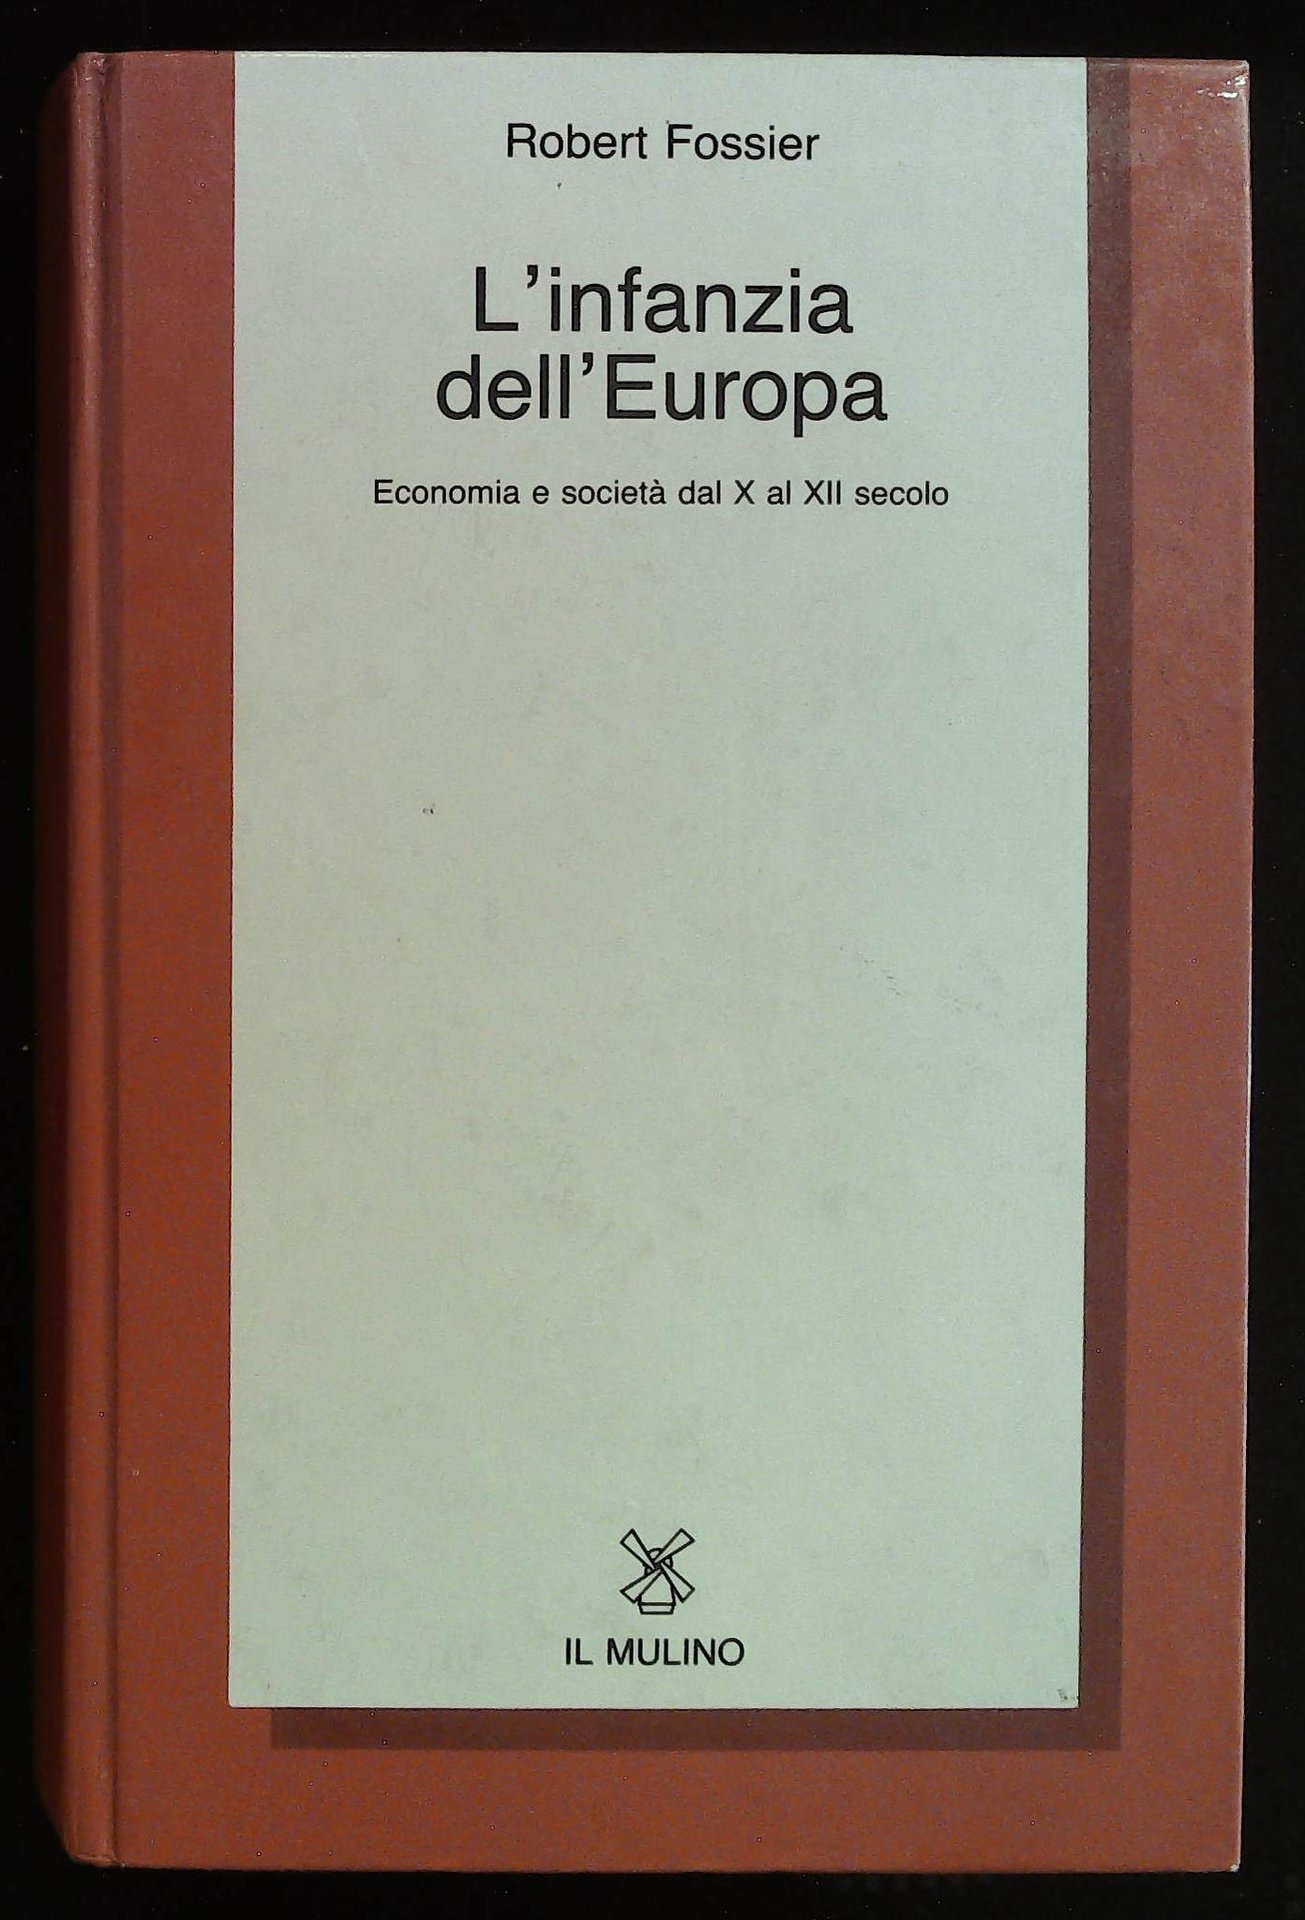 Robert Fossier
L'infanzia
dell'Europa
Economia e società dal X al XII secolo
IL MULINO